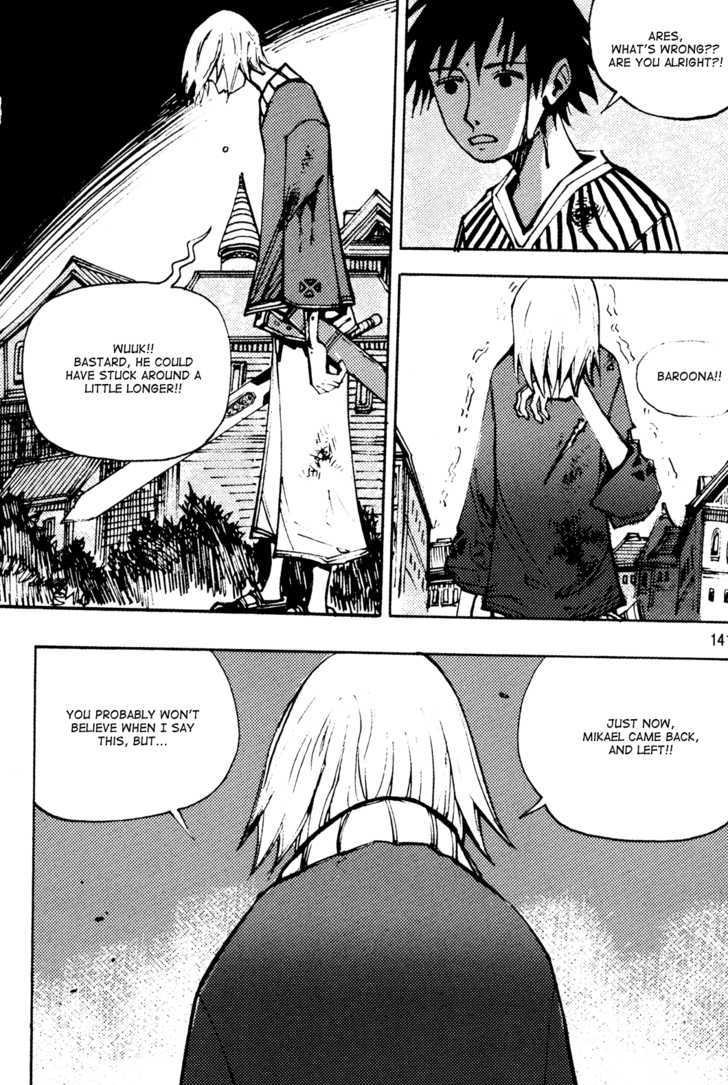 WUUK!!
BASTARD, HE COULD
HAVE STUCK AROUND A
LITTLE LONGER!!
ARES,
WHAT'S WRONG??
ARE YOU ALRIGHT?!
BAROONA!!
YOU PROBABLY WON'T
BELIEVE WHEN I SAY
THIS, BUT...
JUST NOW,
MIKAEL CAME BACK,
AND LEFT!!